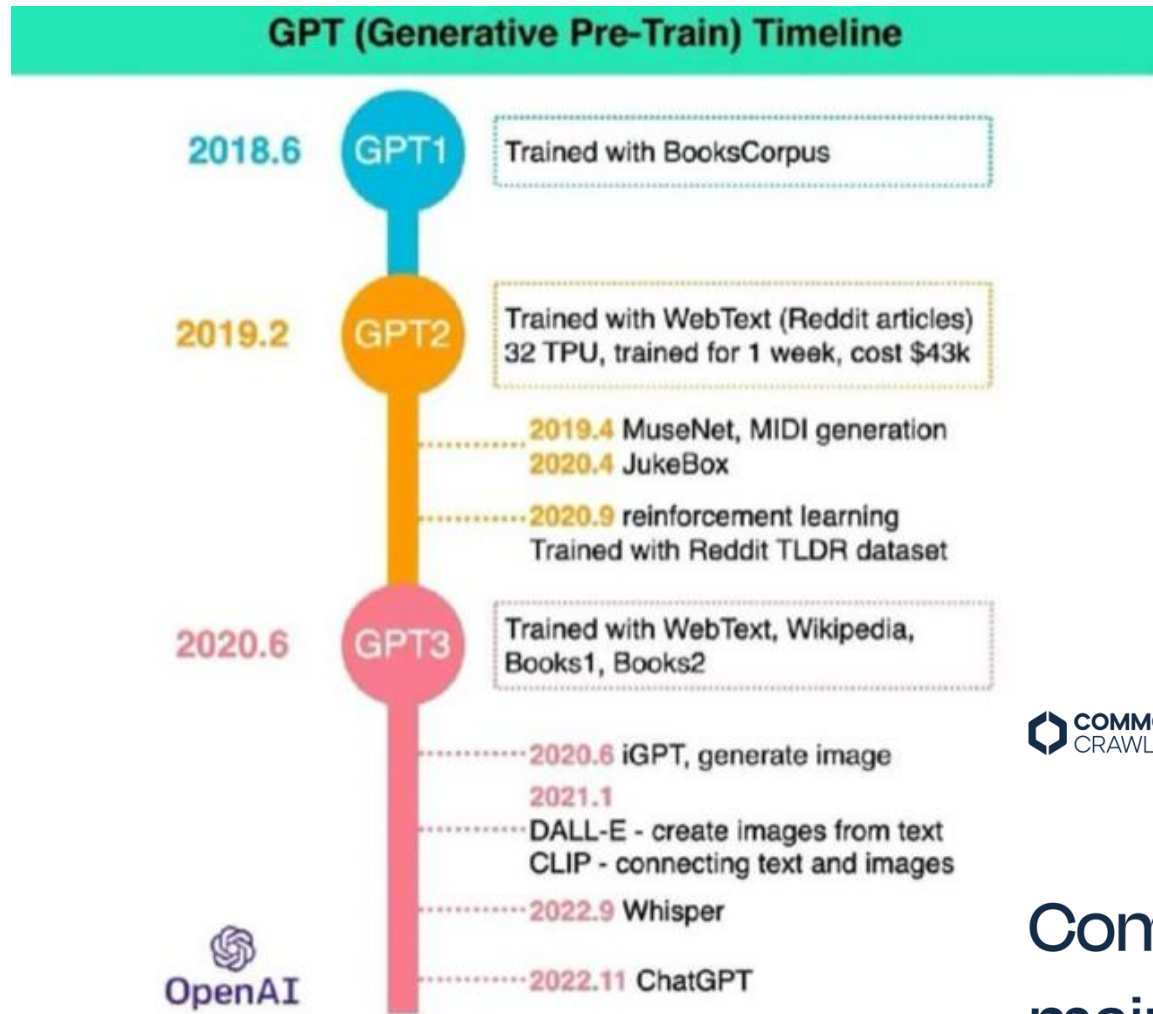 GPT (Generative Pre-Train) Timeline
2018.6
GPT1
Trained with BooksCorpus
2019.2
GPT2
Trained with WebText (Reddit articles)
32 TPU, trained for 1 week, cost $43k
2019.4 MuseNet, MIDI generation
2020.4 JukeBox
2020.9 reinforcement learning
Trained with Reddit TLDR dataset
2020.6
GPT3
Trained with WebText, Wikipedia,
Books1, Books2
2020.6 iGPT, generate image
2021.1
DALL-E - create images from text
CLIP - connecting text and images
2022.9 Whisper
2022.11 ChatGPT
OpenAI
CRAWL